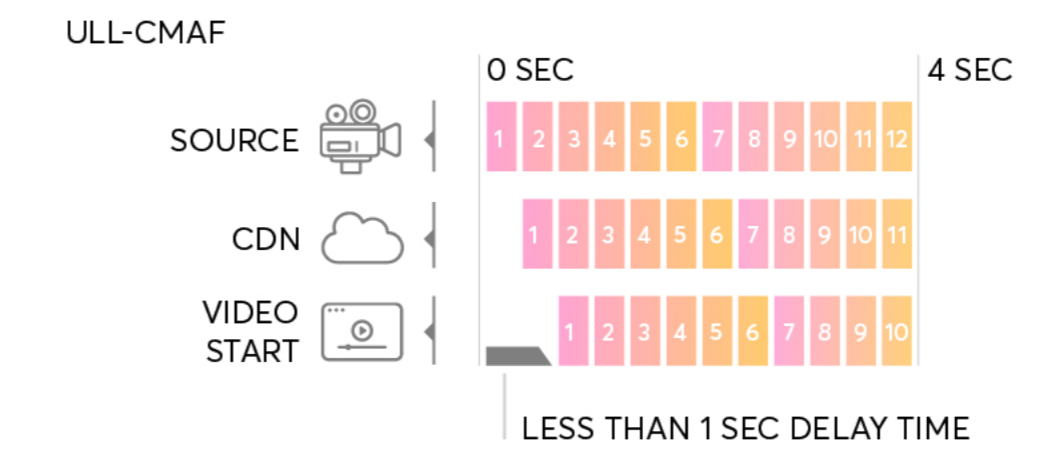 ULL-CMAF
0 SEC
4 SEC
SOURCE
1 2 3 4 5 6 7 8 9 10 11 12
CDN
1 2 3 4 5 6 7 8 9 10 11
VIDEO
START
1 2 3 4 5 6 7 8 9 10
LESS THAN 1 SEC DELAY TIME